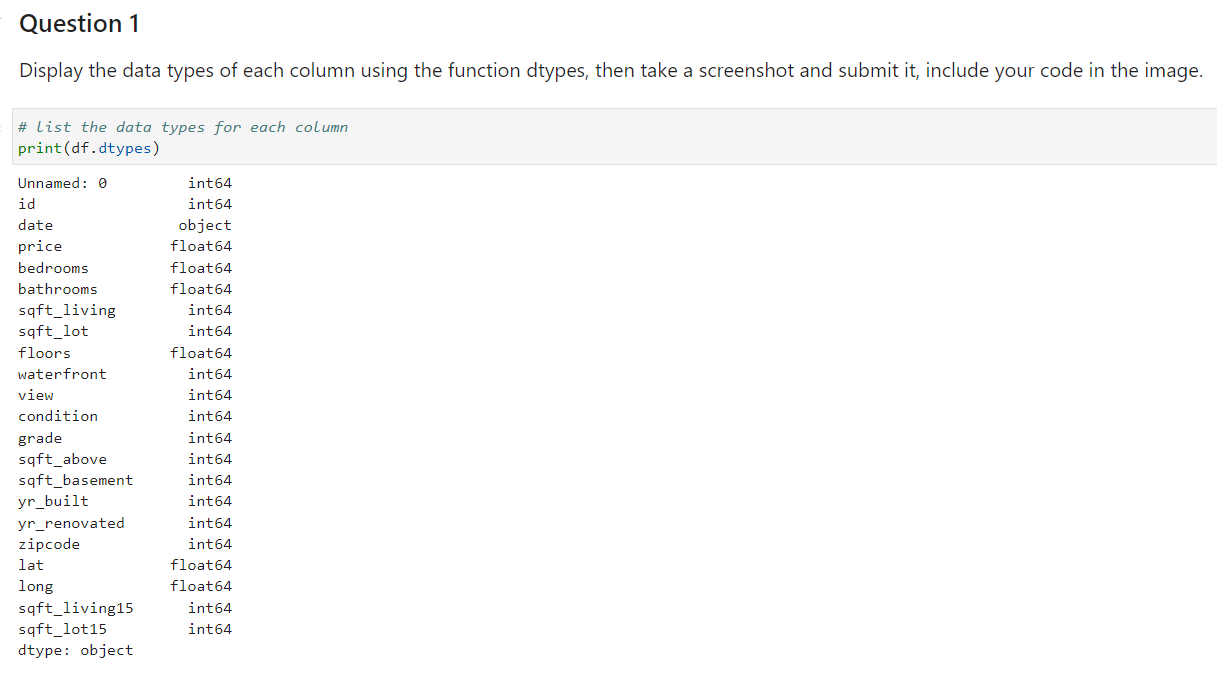 Question 1
Display the data types of each column using the function dtypes, then take a screenshot and submit it, include your code in the image.
# list the data types for each column
print(df.dtypes)
Unnamed: 0         int64
id                 int64
date              object
price            float64
bedrooms         float64
bathrooms        float64
sqft_living        int64
sqft_lot           int64
floors           float64
waterfront         int64
view               int64
condition          int64
grade              int64
sqft_above         int64
sqft_basement      int64
yr_built           int64
yr_renovated       int64
zipcode            int64
lat              float64
long             float64
sqft_living15      int64
sqft_lot15         int64
dtype: object